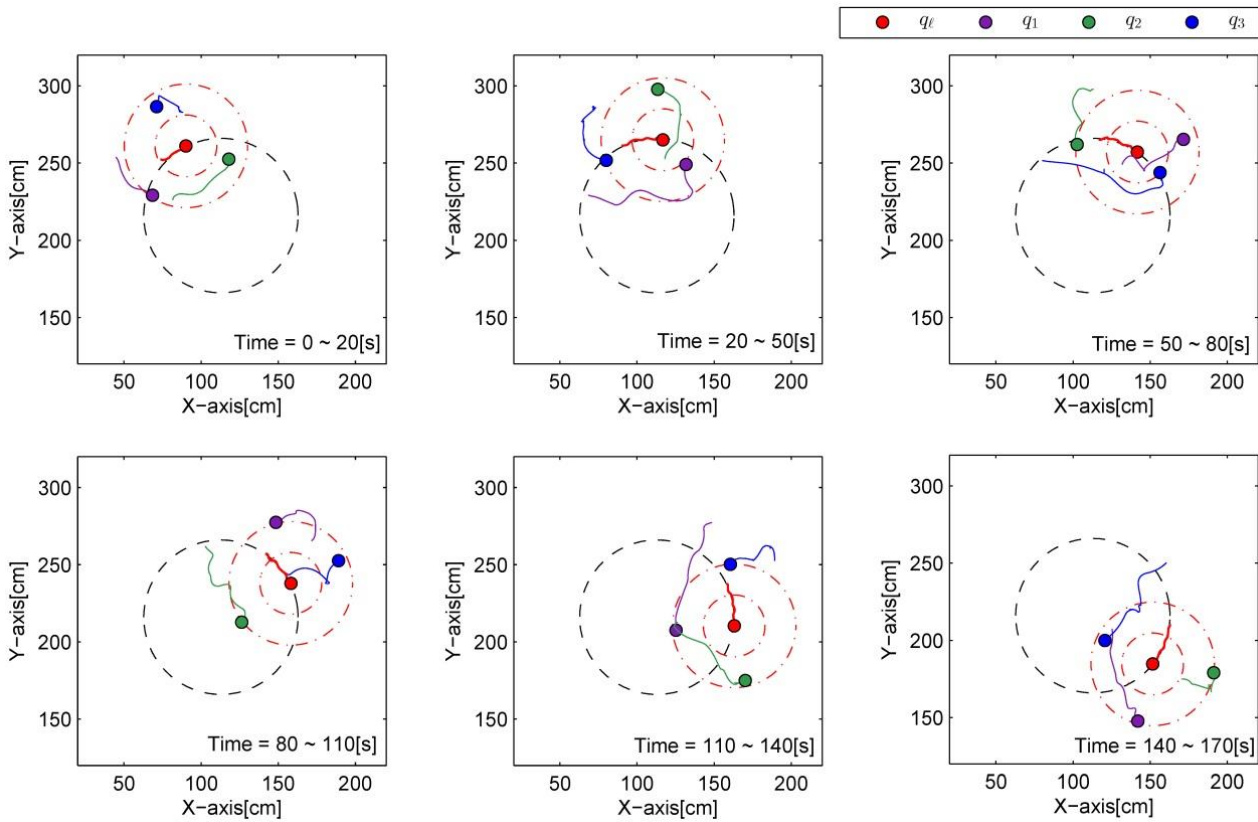 qℓ q1 q2 q3
300
250
200
150
Y-axis[cm]
Time = 0 ~ 20[s]
50 100 150 200
X-axis[cm]
300
250
200
150
Y-axis[cm]
Time = 20 ~ 50[s]
50 100 150 200
X-axis[cm]
300
250
200
150
Y-axis[cm]
Time = 50 ~ 80[s]
50 100 150 200
X-axis[cm]
300
250
200
150
Y-axis[cm]
Time = 80 ~ 110[s]
50 100 150 200
X-axis[cm]
300
250
200
150
Y-axis[cm]
Time = 110 ~ 140[s]
50 100 150 200
X-axis[cm]
300
250
200
150
Y-axis[cm]
Time = 140 ~ 170[s]
50 100 150 200
X-axis[cm]